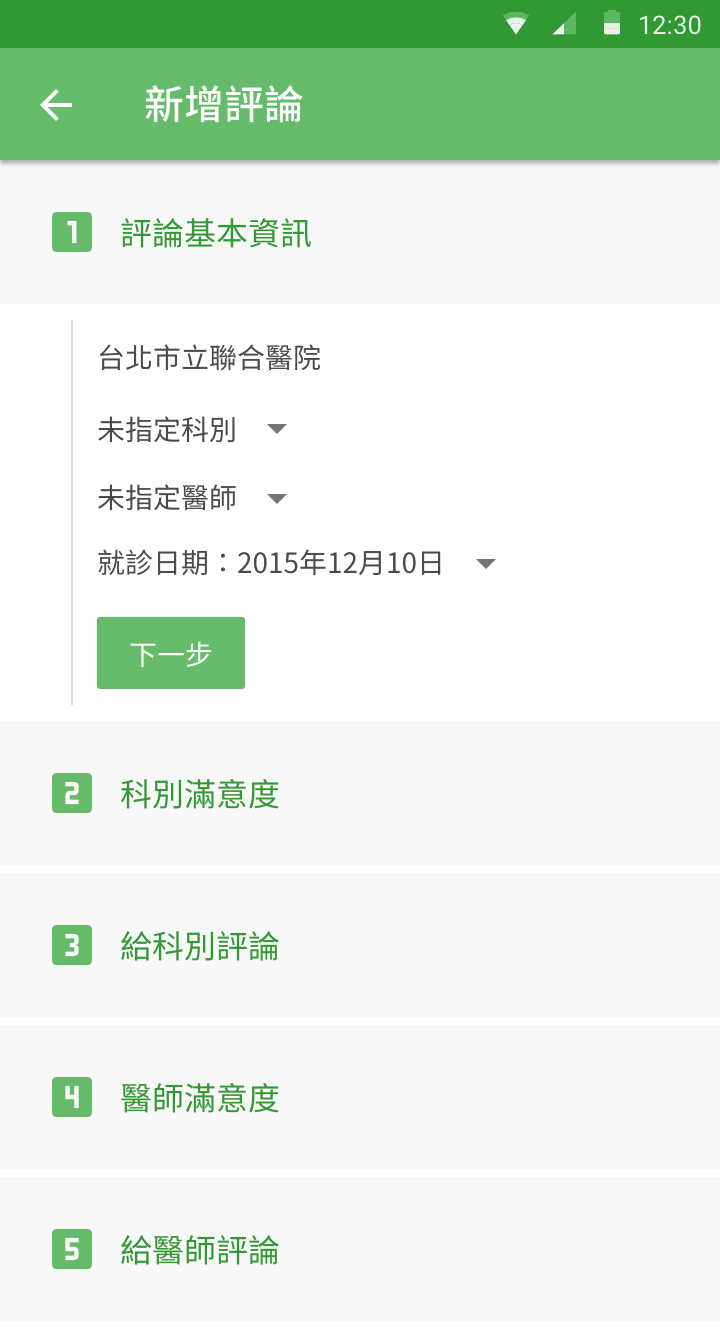 12:30
新增評論
1 評論基本資訊
台北市立聯合醫院
未指定科別
未指定醫師
就診日期：2015年12月10日
下一步
2 科別滿意度
3 給科別評論
4 醫師滿意度
5 給醫師評論